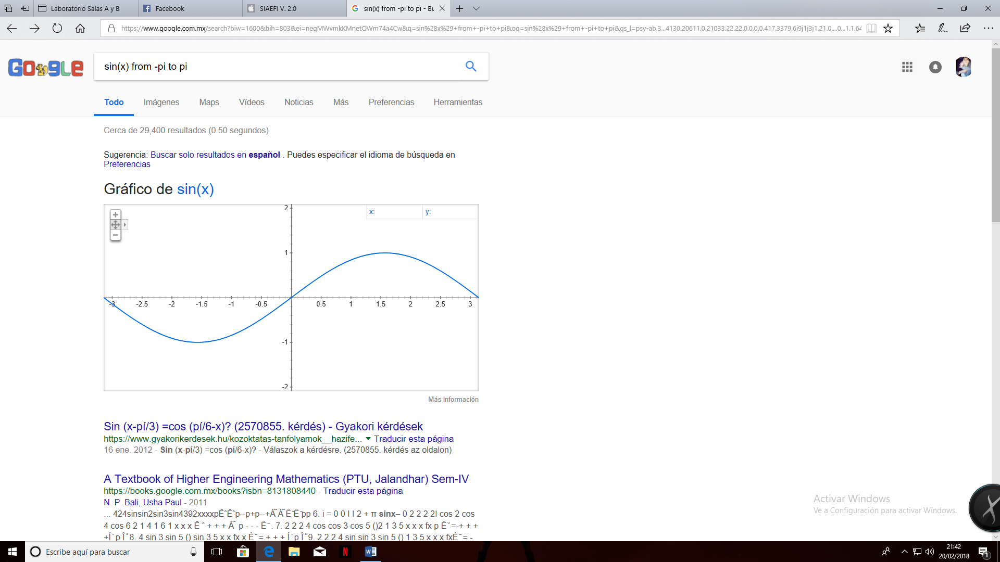 Laboratorio Salas A y B
Facebook
SIAEFI V. 2.0
sin(x) from -pi to pi - Bu
https://www.google.com.mx/search?biw=1600&bih=803&ei=neqMWvmkKMnetQWm74a4Cw&q=sin%28x%29+from+-pi+to+pi&oq=sin%28x%29+from+-pi+to+pi&gs_l=psy-ab.3...4130.20611.0.21033.22.22.0.0.0.0.417.3379.6j9j1j3j1.21.0....0...1.1.64
Google
sin(x) from -pi to pi
Todo Imágenes Maps Vídeos Noticias Más Preferencias Herramientas
Cerca de 29,400 resultados (0.50 segundos)
Sugerencia: Buscar solo resultados en español . Puedes especificar el idioma de búsqueda en
Preferencias
Gráfico de sin(x)
x: y:
2
1
-3 -2.5 -2 -1.5 -1 -0.5 0.5 1 1.5 2 2.5 3
-1
-2
Más información
Sin (x-pí/3) =cos (pí/6-x)? (2570855. kérdés) - Gyakori kérdések
https://www.gyakorikerdesek.hu/kozoktatas-tanfolyamok__hazife... Traducir esta página
16 ene. 2012 - Sin (x-pí/3) =cos (pí/6-x)? - Válaszok a kérdésre. (2570855. kérdés az oldalon)
A Textbook of Higher Engineering Mathematics (PTU, Jalandhar) Sem-IV
https://books.google.com.mx/books?isbn=8131808440 - Traducir esta página
N. P. Bali, Usha Paul - 2011
... 424sinsin2sin3sin4392xxxxpÊˆÊˆp--p+p--+Á˜Á˜Ë¯Ë¯pp 6. i = 0 0 l l 2 + π sinx– 0 2 2 2 2l cos 2 cos
4 cos 6 2 1 4 1 6 1 x x x Ê ˆ + + + Á˜ p - - - Ë¯. 7. 2 2 2 4 cos cos 3 cos 5 ()2 1 3 5 x x x fx p È˘=-+ + +
+Í˙p Î˚8. 4 sin 3 sin 5 () sin 3 5 x x fx x È˘= + + + Í˙p Î˚9. 2 2 2 4 sin sin 3 sin 5 () 1 3 5 x x x fxÈ˘= -
Activar Windows
Ve a Configuración para activar Windows.
Escribe aquí para buscar
21:42
20/02/2018
1